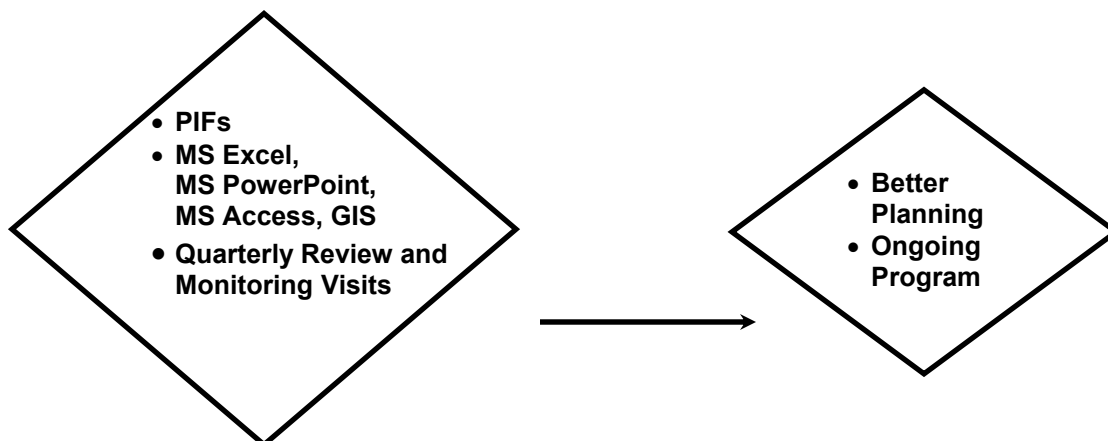 • PIFs
• MS Excel,
MS PowerPoint,
MS Access, GIS
• Quarterly Review and
Monitoring Visits
• Better
Planning
• Ongoing
Program